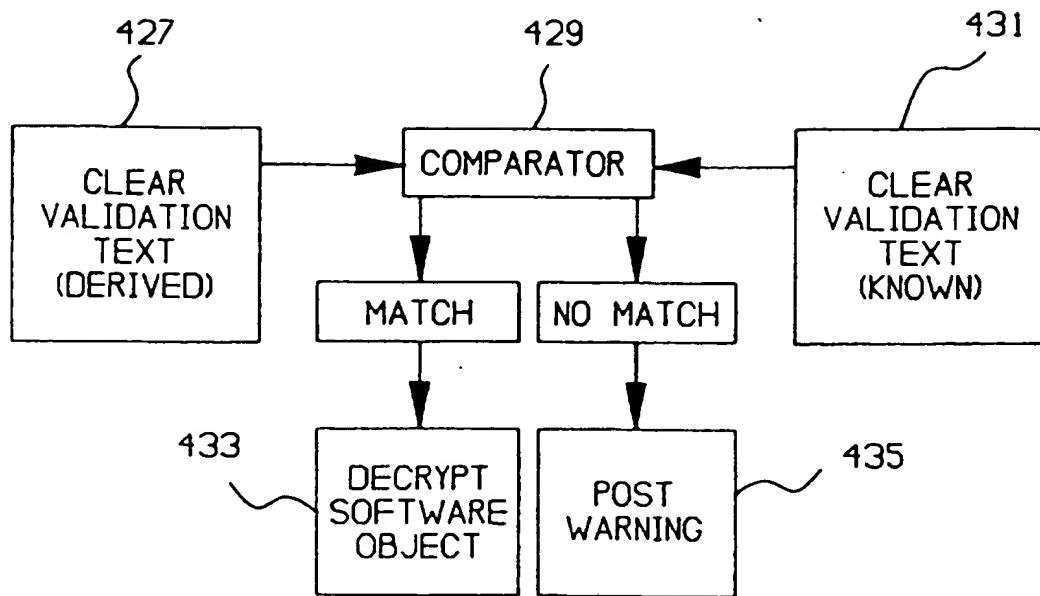 427
429
431
CLEAR
VALIDATION
TEXT
(DERIVED)
COMPARATOR
CLEAR
VALIDATION
TEXT
(KNOWN)
MATCH
NO MATCH
433
DECRYPT
SOFTWARE
OBJECT
POST
WARNING
435